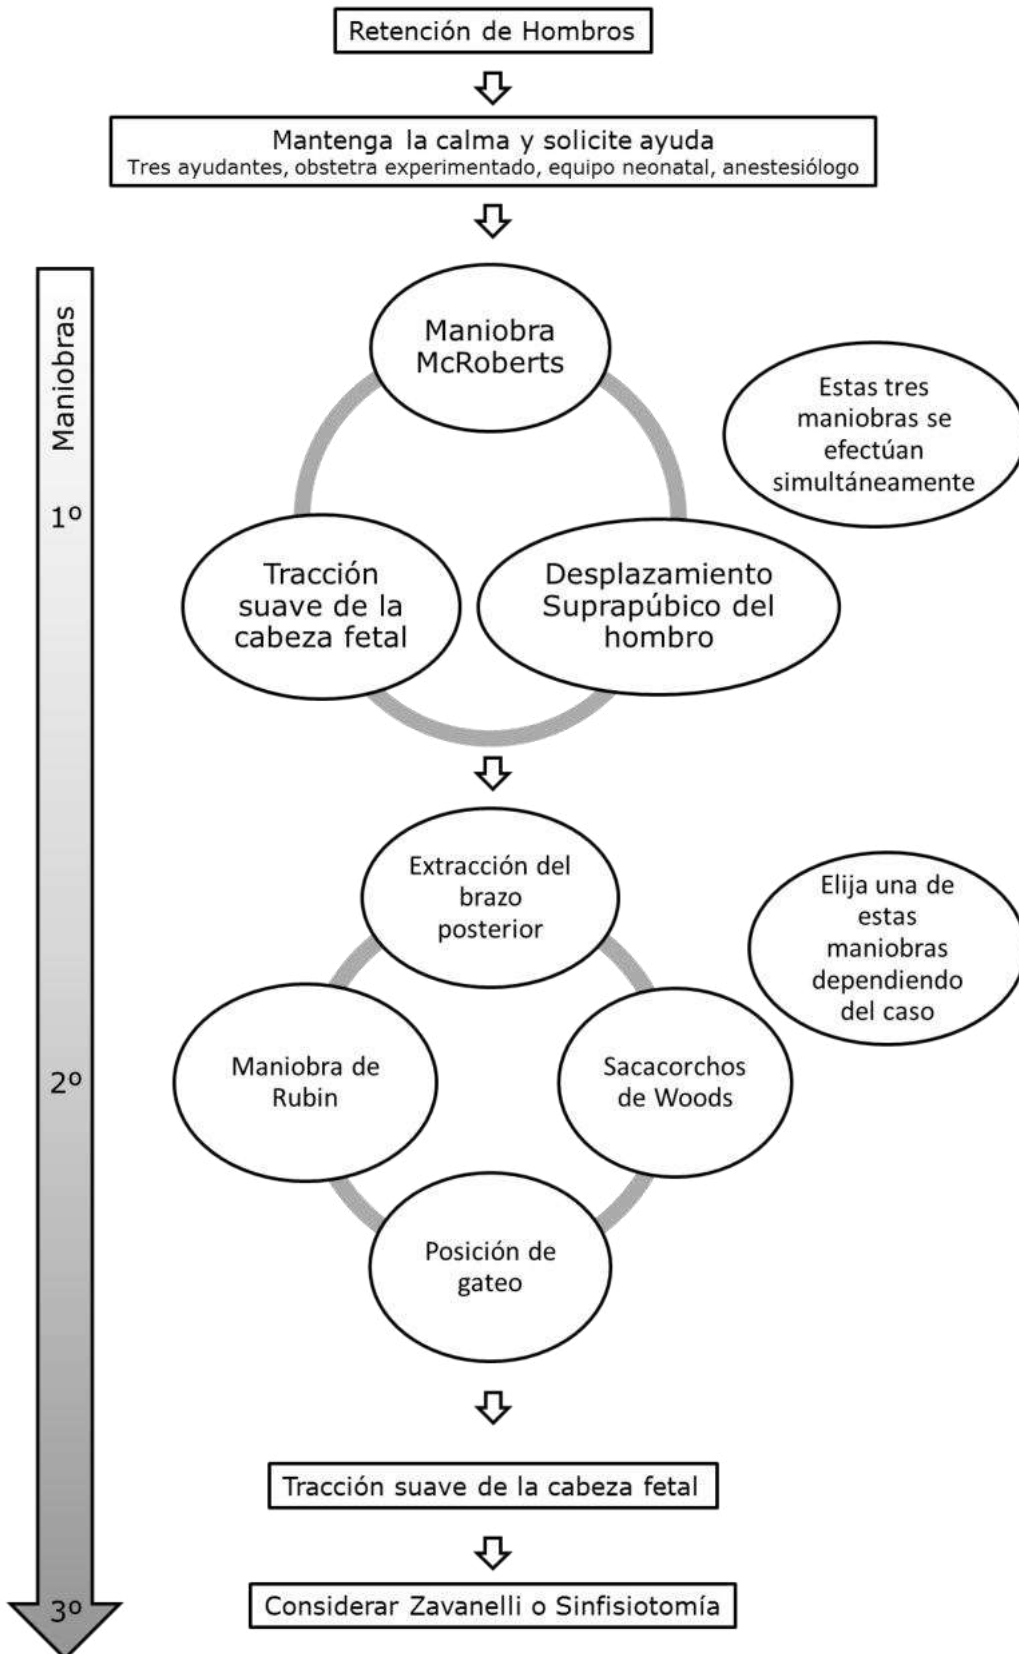 Retención de Hombros
Mantenga la calma y solicite ayuda
Tres ayudantes, obstetra experimentado, equipo neonatal, anestesiólogo
Maniobras
1º
Maniobra
McRoberts
Estas tres
maniobras se
efectúan
simultáneamente
Tracción
suave de la
cabeza fetal
Desplazamiento
Suprapúbico del
hombro
2º
Extracción del
brazo
posterior
Elija una de
estas
maniobras
dependiendo
del caso
Maniobra de
Rubin
Sacacorchos
de Woods
Posición de
gateo
Tracción suave de la cabeza fetal
3º
Considerar Zavanelli o Sinfisiotomía